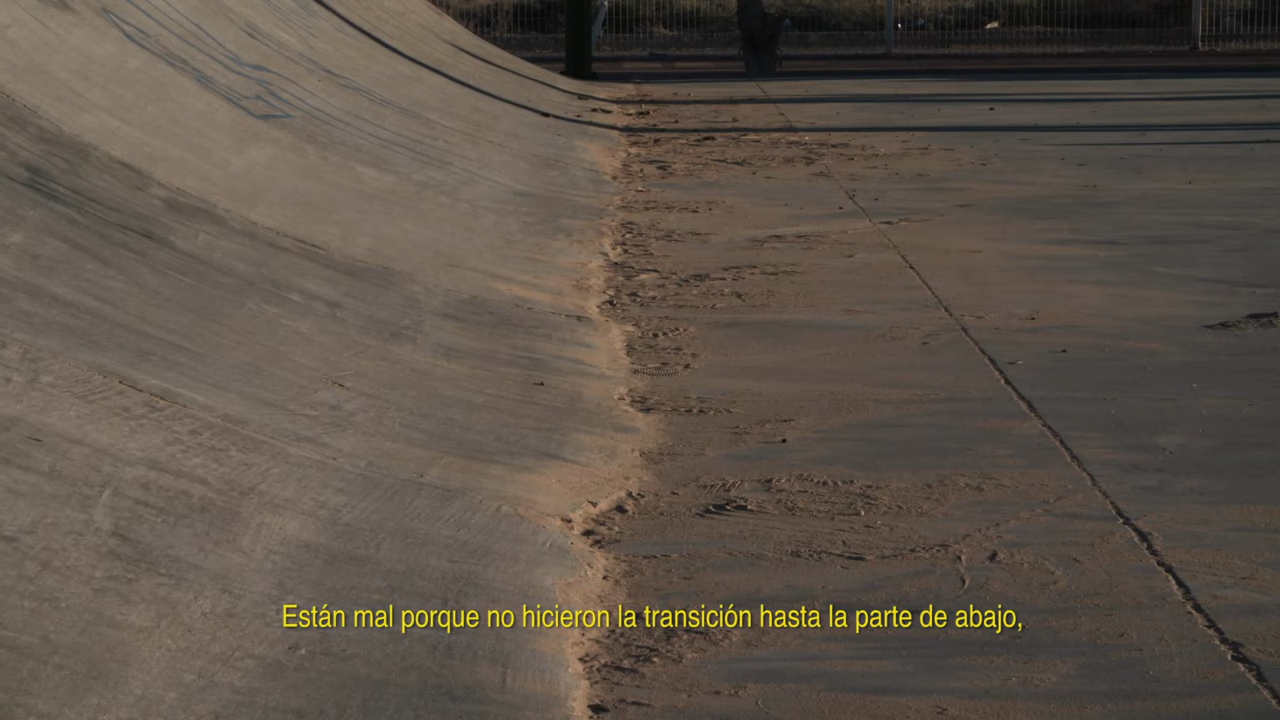 Están mal porque no hicieron la transición hasta la parte de abajo,